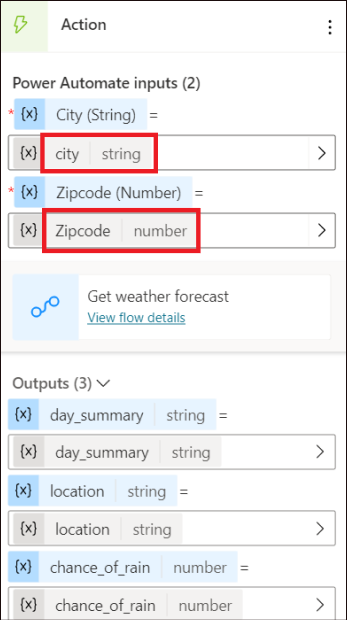 Action
Power Automate inputs (2)
* {x} City (String) =
{x} city string
* {x} Zipcode (Number) =
{x} Zipcode number
Get weather forecast
View flow details
Outputs (3)
{x} day_summary string =
{x} day_summary string
{x} location string =
{x} location string
{x} chance_of_rain number =
{x} chance_of_rain number